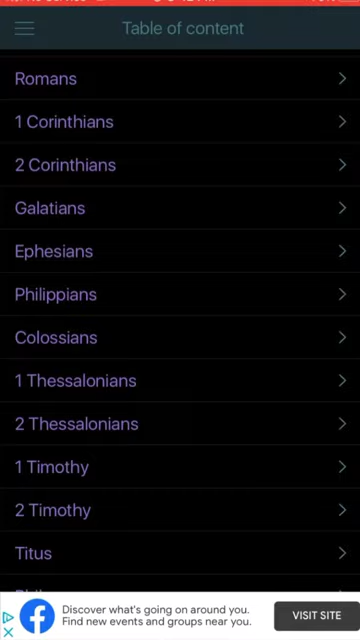 Table of content
Romans
1 Corinthians
2 Corinthians
Galatians
Ephesians
Philippians
Colossians
1 Thessalonians
2 Thessalonians
1 Timothy
2 Timothy
Titus
Discover what's going on around you.
Find new events and groups near you.
VISIT SITE